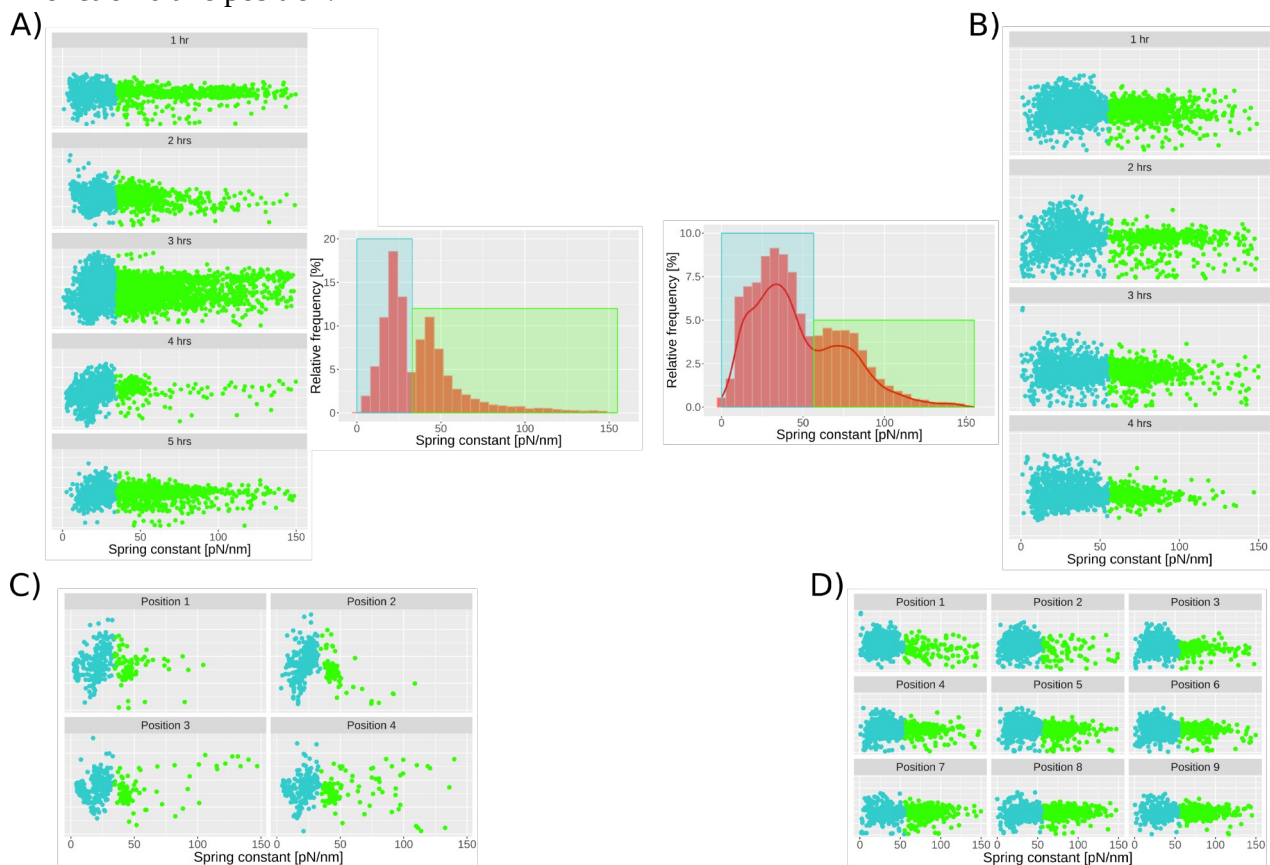 A)
1 hr
2 hrs
3 hrs
4 hrs
5 hrs
0 50 100 150
Spring constant [pN/nm]
Relative frequency [%]
20
15
10
5
0
0 50 100 150
Spring constant [pN/nm]
Relative frequency [%]
10.0
7.5
5.0
2.5
0.0
0 50 100 150
Spring constant [pN/nm]
B)
1 hr
2 hrs
3 hrs
4 hrs
0 50 100 150
Spring constant [pN/nm]
C)
Position 1 Position 2
Position 3 Position 4
0 50 100 150 0 50 100 150
Spring constant [pN/nm]
D)
Position 1 Position 2 Position 3
Position 4 Position 5 Position 6
Position 7 Position 8 Position 9
0 50 100 150 0 50 100 150 0 50 100 150
Spring constant [pN/nm]